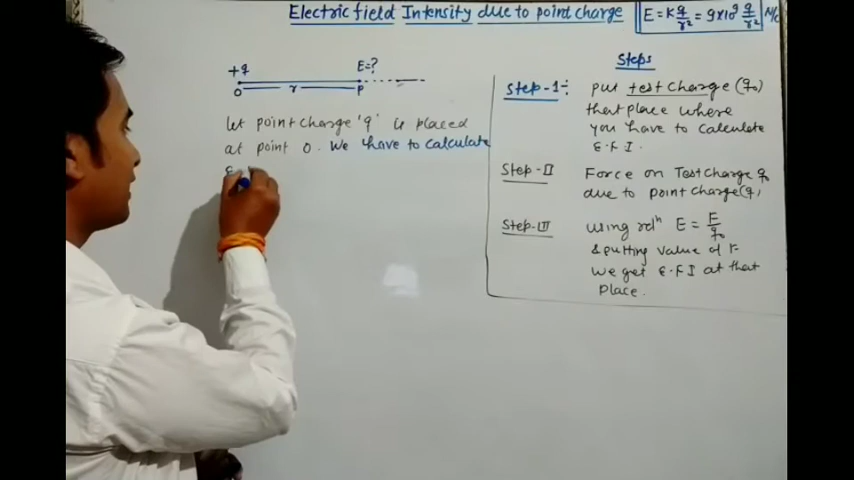 Electric field Intensity due to point charge
E = K q/r² = 9x10⁹ q/r² N/C
+q E=?
O r P
Let point charge 'q' is placed
at point O. We have to calculate
E
Steps
Step-1:- put test charge (q₀)
that place where
you have to calculate
E.F I.
Step-II Force on Test charge q₀
due to point charge(q)
Step-III using relⁿ E = F/q₀
& putting value of F
We get E.F I at that
Place.